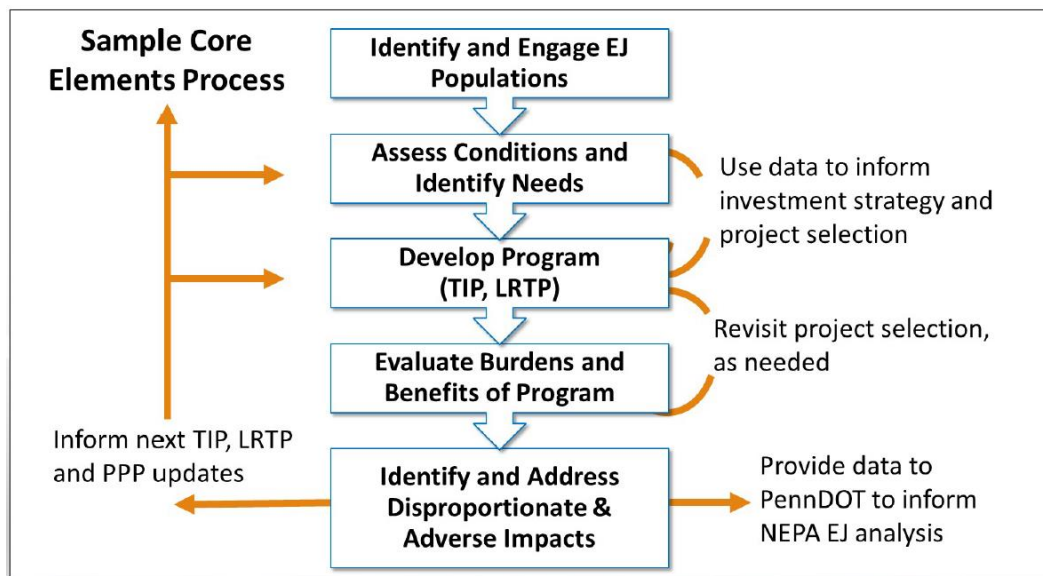 Sample Core
Elements Process
Identify and Engage EJ
Populations
Assess Conditions and
Identify Needs
Use data to inform
investment strategy and
project selection
Develop Program
(TIP, LRTP)
Revisit project selection,
as needed
Evaluate Burdens and
Benefits of Program
Inform next TIP, LRTP
and PPP updates
Identify and Address
Disproportionate &
Adverse Impacts
Provide data to
PennDOT to inform
NEPA EJ analysis